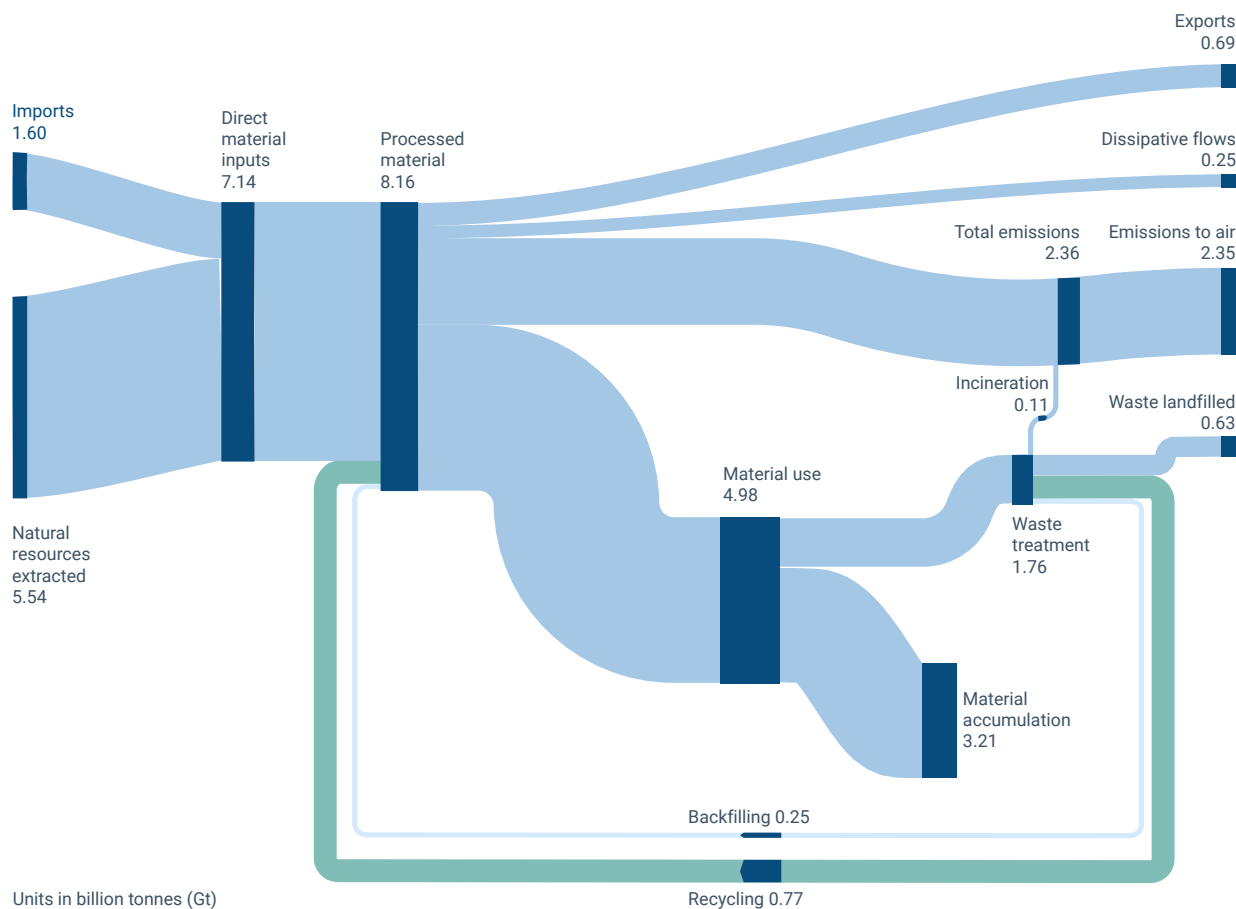 Exports
0.69
Imports
1.60
Direct
material
inputs
7.14
Processed
material
8.16
Dissipative flows
0.25
Total emissions
2.36
Emissions to air
2.35
Incineration
0.11
Waste landfilled
0.63
Material use
4.98
Natural
resources
extracted
5.54
Waste
treatment
1.76
Material
accumulation
3.21
Backfilling 0.25
Recycling 0.77
Units in billion tonnes (Gt)